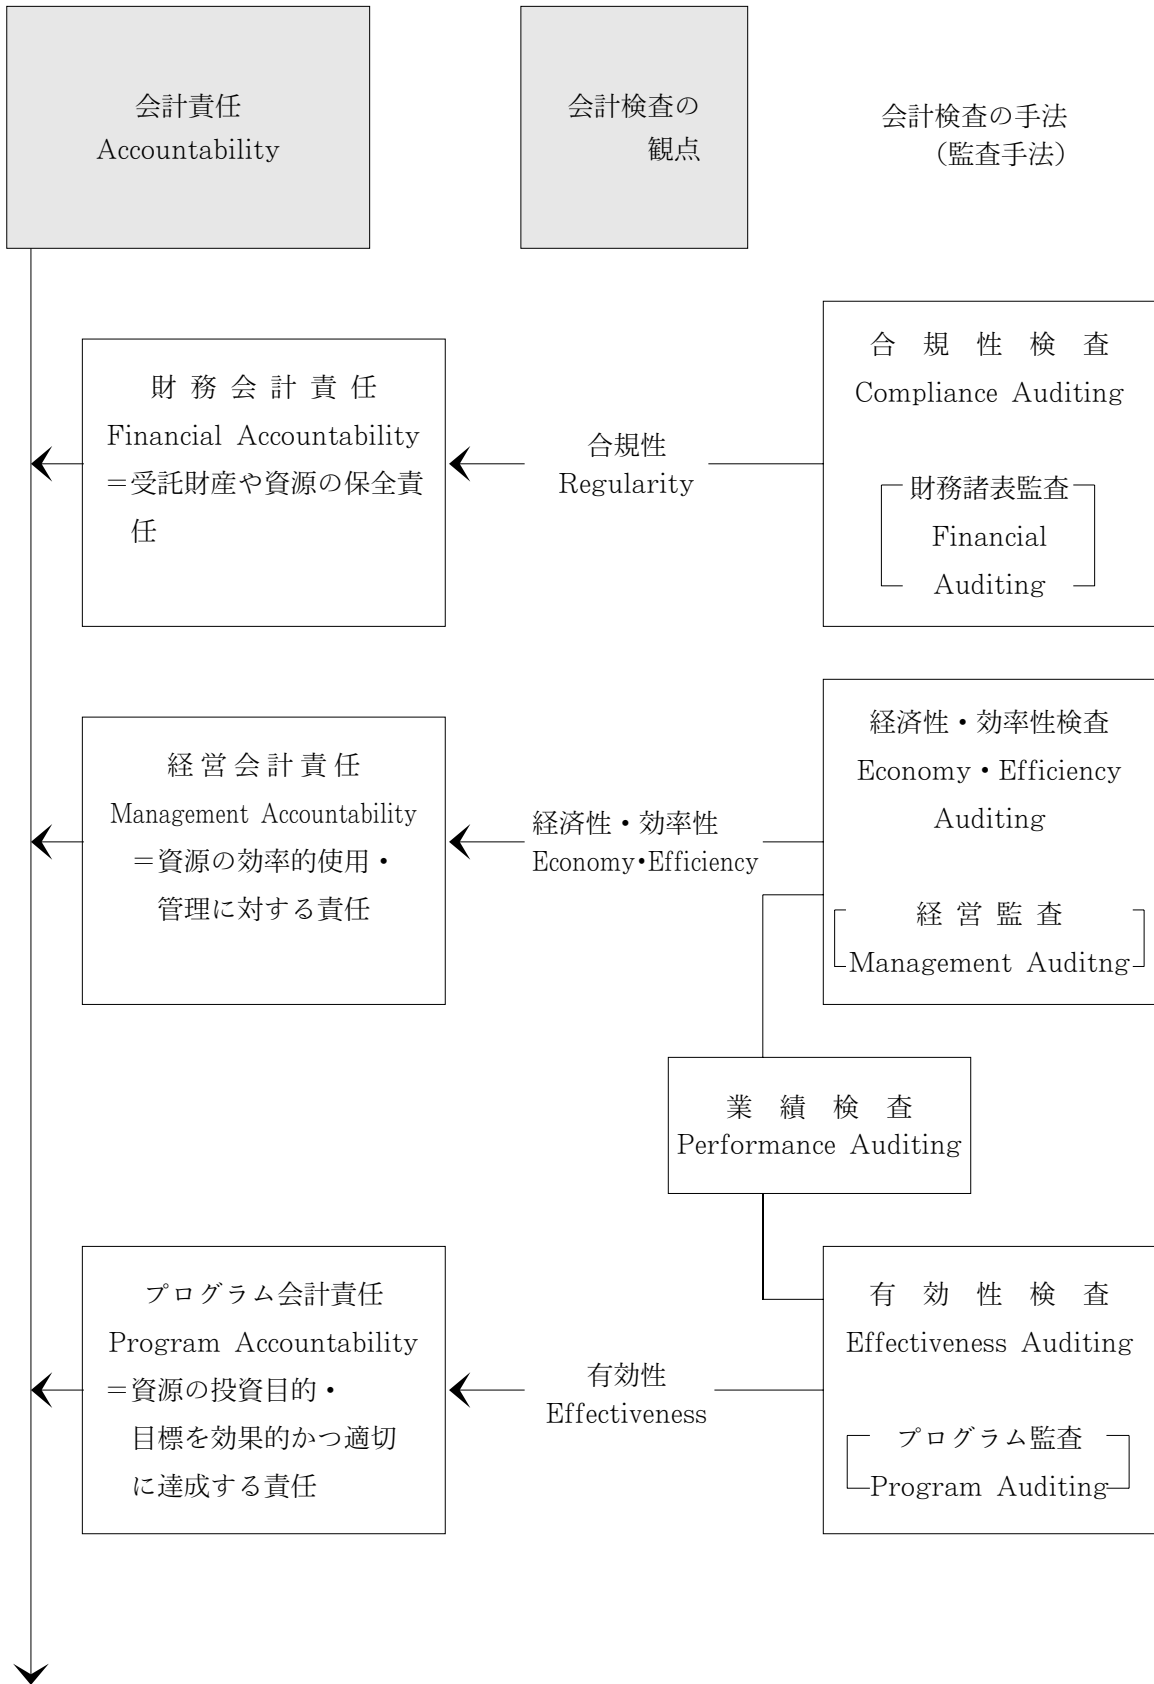 会計責任
Accountability
会計検査の
観点
会計検査の手法
（監査手法）
財務会計責任
Financial Accountability
＝受託財産や資源の保全責
任
合規性
Regularity
合規性検査
Compliance Auditing
財務諸表監査
Financial
Auditing
経営会計責任
Management Accountability
＝資源の効率的使用・
管理に対する責任
経済性・効率性
Economy・Efficiency
経済性・効率性検査
Economy・Efficiency
Auditing
経営監査
Management Auditng
業績検査
Performance Auditing
プログラム会計責任
Program Accountability
＝資源の投資目的・
目標を効果的かつ適切
に達成する責任
有効性
Effectiveness
有効性検査
Effectiveness Auditing
プログラム監査
Program Auditing